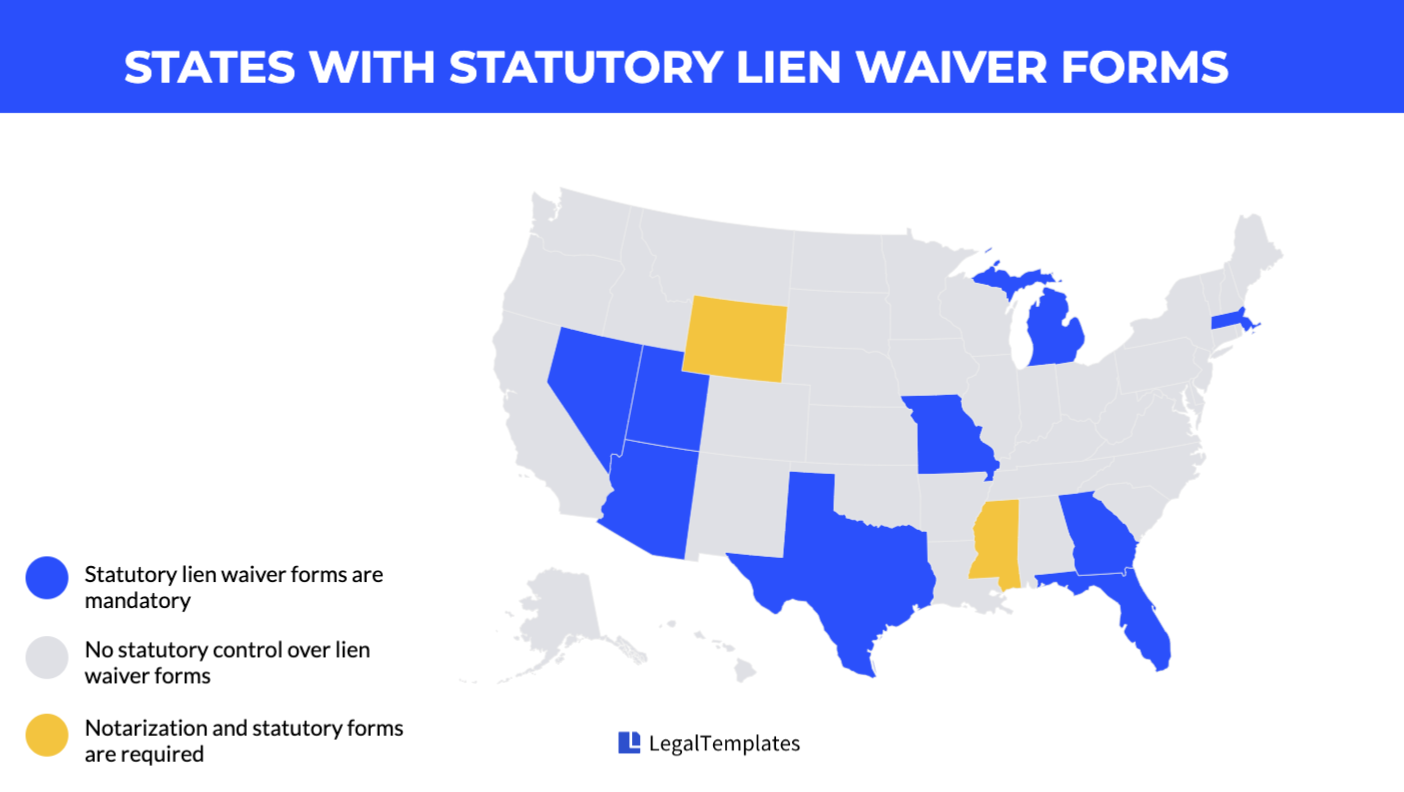 STATES WITH STATUTORY LIEN WAIVER FORMS
Statutory lien waiver forms are
mandatory
No statutory control over lien
waiver forms
Notarization and statutory forms
are required
LegalTemplates